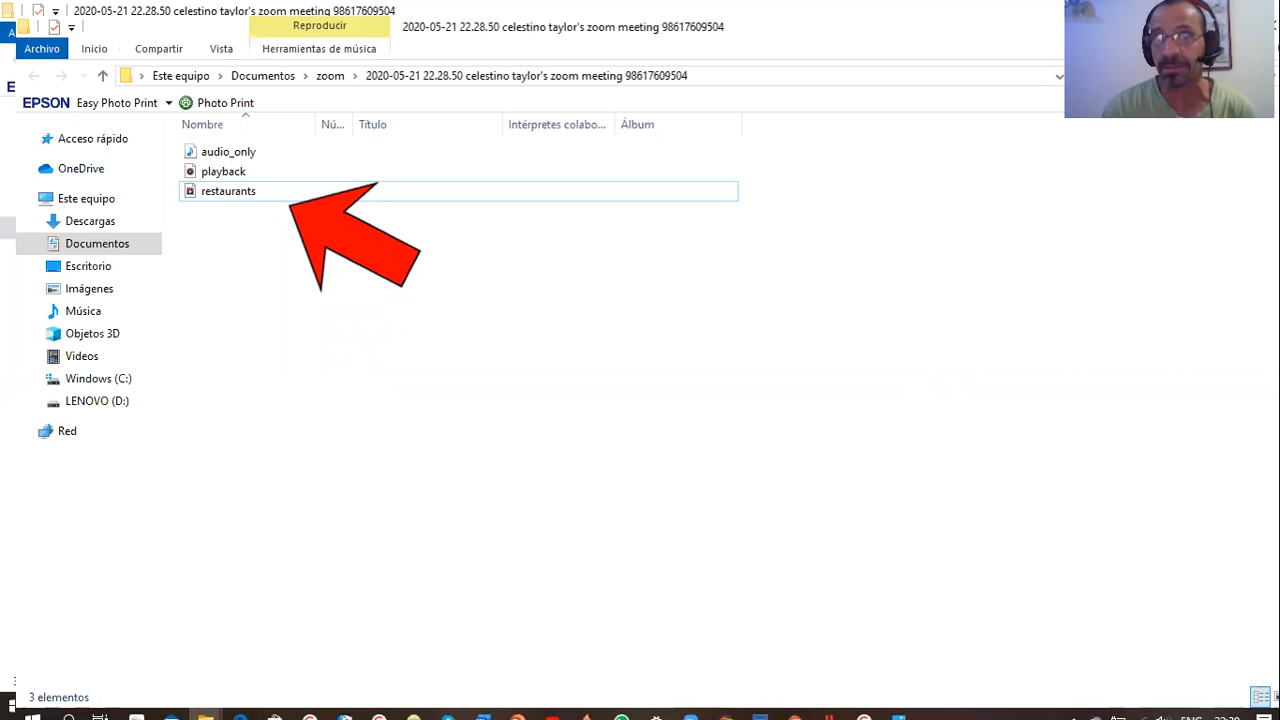 2020-05-21 22.28.50 celestino taylor's zoom meeting 98617609504
Reproducir
2020-05-21 22.28.50 celestino taylor's zoom meeting 98617609504
Archivo Inicio Compartir Vista Herramientas de música
Este equipo > Documentos > zoom > 2020-05-21 22.28.50 celestino taylor's zoom meeting 98617609504
EPSON Easy Photo Print Photo Print
Nombre Nú... Título Intérpretes colabo... Álbum
Acceso rápido
OneDrive
Este equipo
Descargas
Documentos
Escritorio
Imágenes
Música
Objetos 3D
Videos
Windows (C:)
LENOVO (D:)
Red
audio_only
playback
restaurants
3 elementos